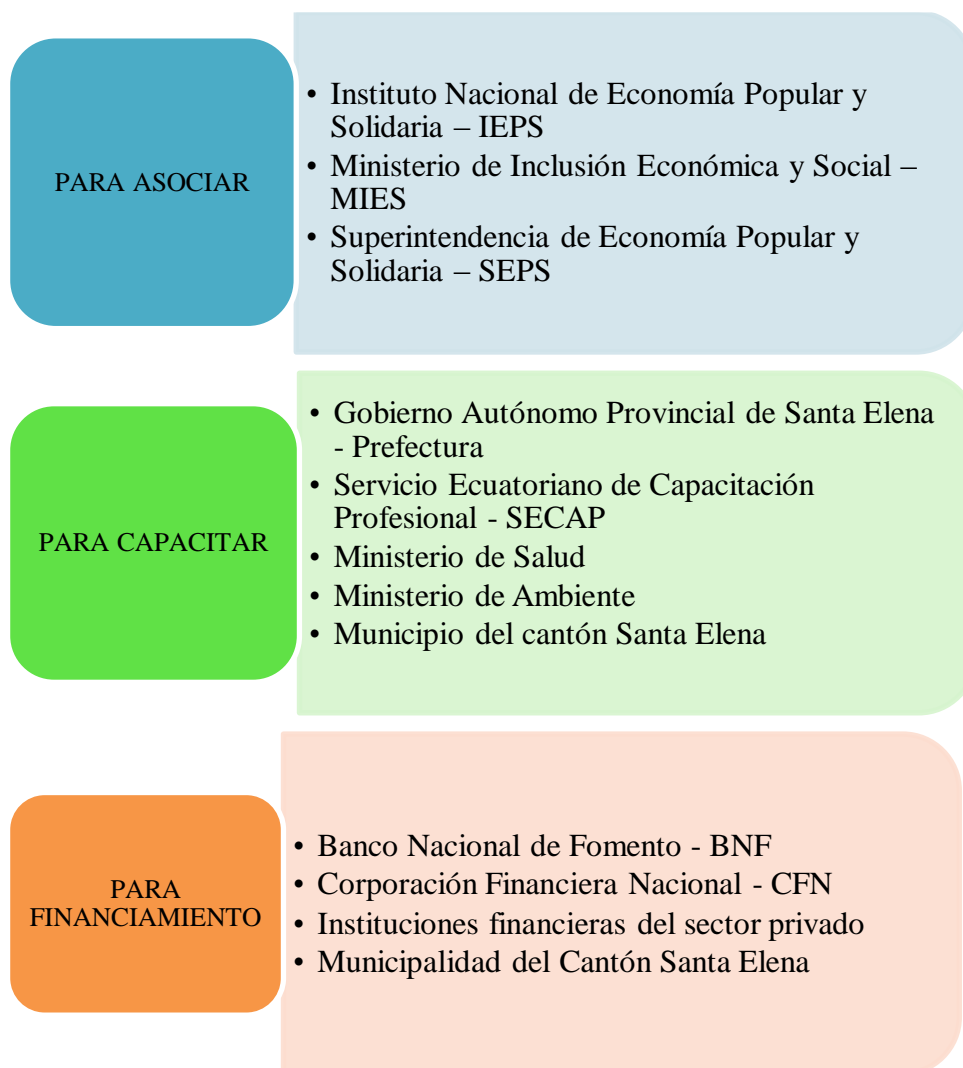 PARA ASOCIAR
• Instituto Nacional de Economía Popular y
Solidaria – IEPS
• Ministerio de Inclusión Económica y Social –
MIES
• Superintendencia de Economía Popular y
Solidaria – SEPS
PARA CAPACITAR
• Gobierno Autónomo Provincial de Santa Elena
- Prefectura
• Servicio Ecuatoriano de Capacitación
Profesional - SECAP
• Ministerio de Salud
• Ministerio de Ambiente
• Municipio del cantón Santa Elena
PARA
FINANCIAMIENTO
• Banco Nacional de Fomento - BNF
• Corporación Financiera Nacional - CFN
• Instituciones financieras del sector privado
• Municipalidad del Cantón Santa Elena